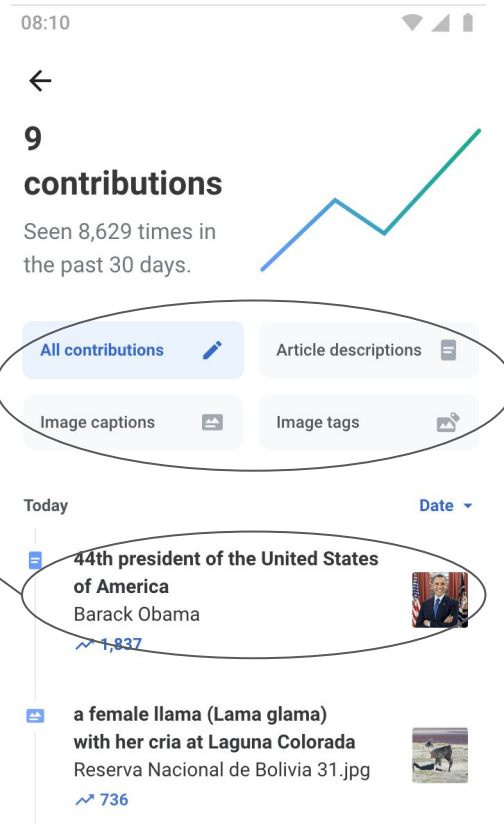 08:10
9
contributions
Seen 8,629 times in
the past 30 days.
All contributions
Article descriptions
Image captions
Image tags
Today
Date
44th president of the United States
of America
Barack Obama
1,837
a female llama (Lama glama)
with her cria at Laguna Colorada
Reserva Nacional de Bolivia 31.jpg
736